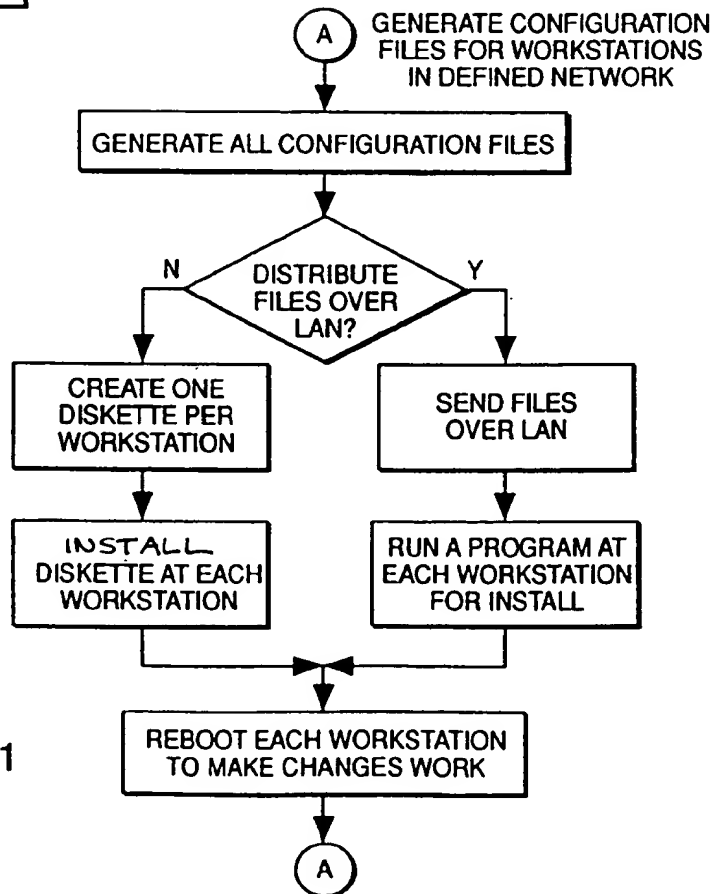 A
GENERATE CONFIGURATION
FILES FOR WORKSTATIONS
IN DEFINED NETWORK
GENERATE ALL CONFIGURATION FILES
N
DISTRIBUTE
FILES OVER
LAN?
Y
CREATE ONE
DISKETTE PER
WORKSTATION
SEND FILES
OVER LAN
INSTALL
DISKETTE AT EACH
WORKSTATION
RUN A PROGRAM AT
EACH WORKSTATION
FOR INSTALL
1
REBOOT EACH WORKSTATION
TO MAKE CHANGES WORK
A